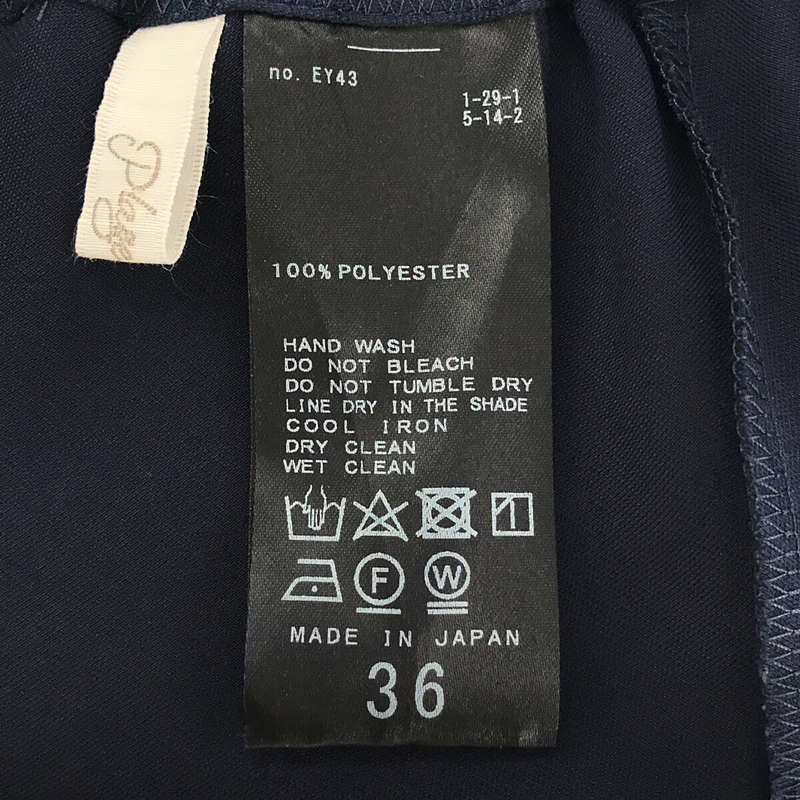 no. EY43
1-29-1
5-14-2
100% POLYESTER
HAND WASH
DO NOT BLEACH
DO NOT TUMBLE DRY
LINE DRY IN THE SHADE
COOL IRON
DRY CLEAN
WET CLEAN
F W
MADE IN JAPAN
36